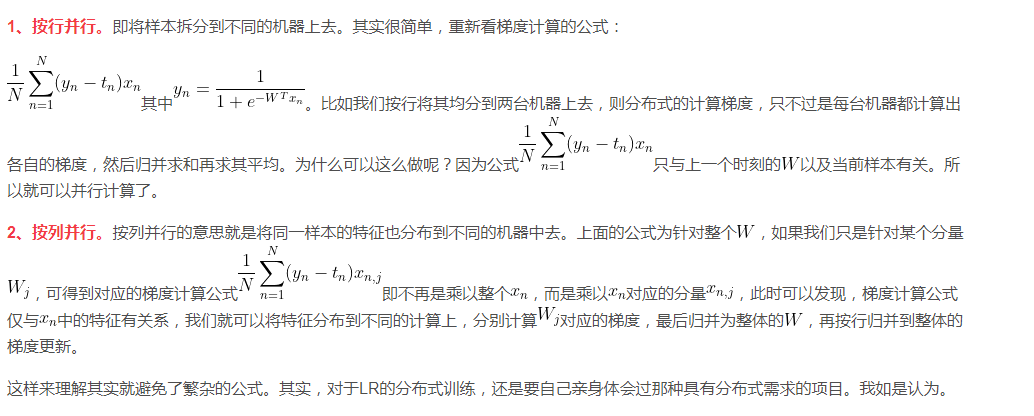 1、按行并行。即将样本拆分到不同的机器上去。其实很简单，重新看梯度计算的公式：
$\frac{1}{N}\sum_{n=1}^{N}(y_n - t_n)x_n$其中$y_n = \frac{1}{1+e^{-W^T x_n}}$。比如我们按行将其均分到两台机器上去，则分布式的计算梯度，只不过是每台机器都计算出
各自的梯度，然后归并求和再求其平均。为什么可以这么做呢？因为公式$\frac{1}{N}\sum_{n=1}^{N}(y_n - t_n)x_n$只与上一个时刻的$W$以及当前样本有关。所
以就可以并行计算了。
2、按列并行。按列并行的意思就是将同一样本的特征也分布到不同的机器中去。上面的公式为针对整个$W$，如果我们只是针对某个分量
$W_j$，可得到对应的梯度计算公式$\frac{1}{N}\sum_{n=1}^{N}(y_n - t_n)x_{n,j}$即不再是乘以整个$x_n$，而是乘以$x_n$对应的分量$x_{n,j}$，此时可以发现，梯度计算公式
仅与$x_n$中的特征有关系，我们就可以将特征分布到不同的计算上，分别计算$W_j$对应的梯度，最后归并为整体的$W$，再按行归并到整体的
梯度更新。
这样来理解其实就避免了繁杂的公式。其实，对于LR的分布式训练，还是要自己亲身体会过那种具有分布式需求的项目。我如是认为。